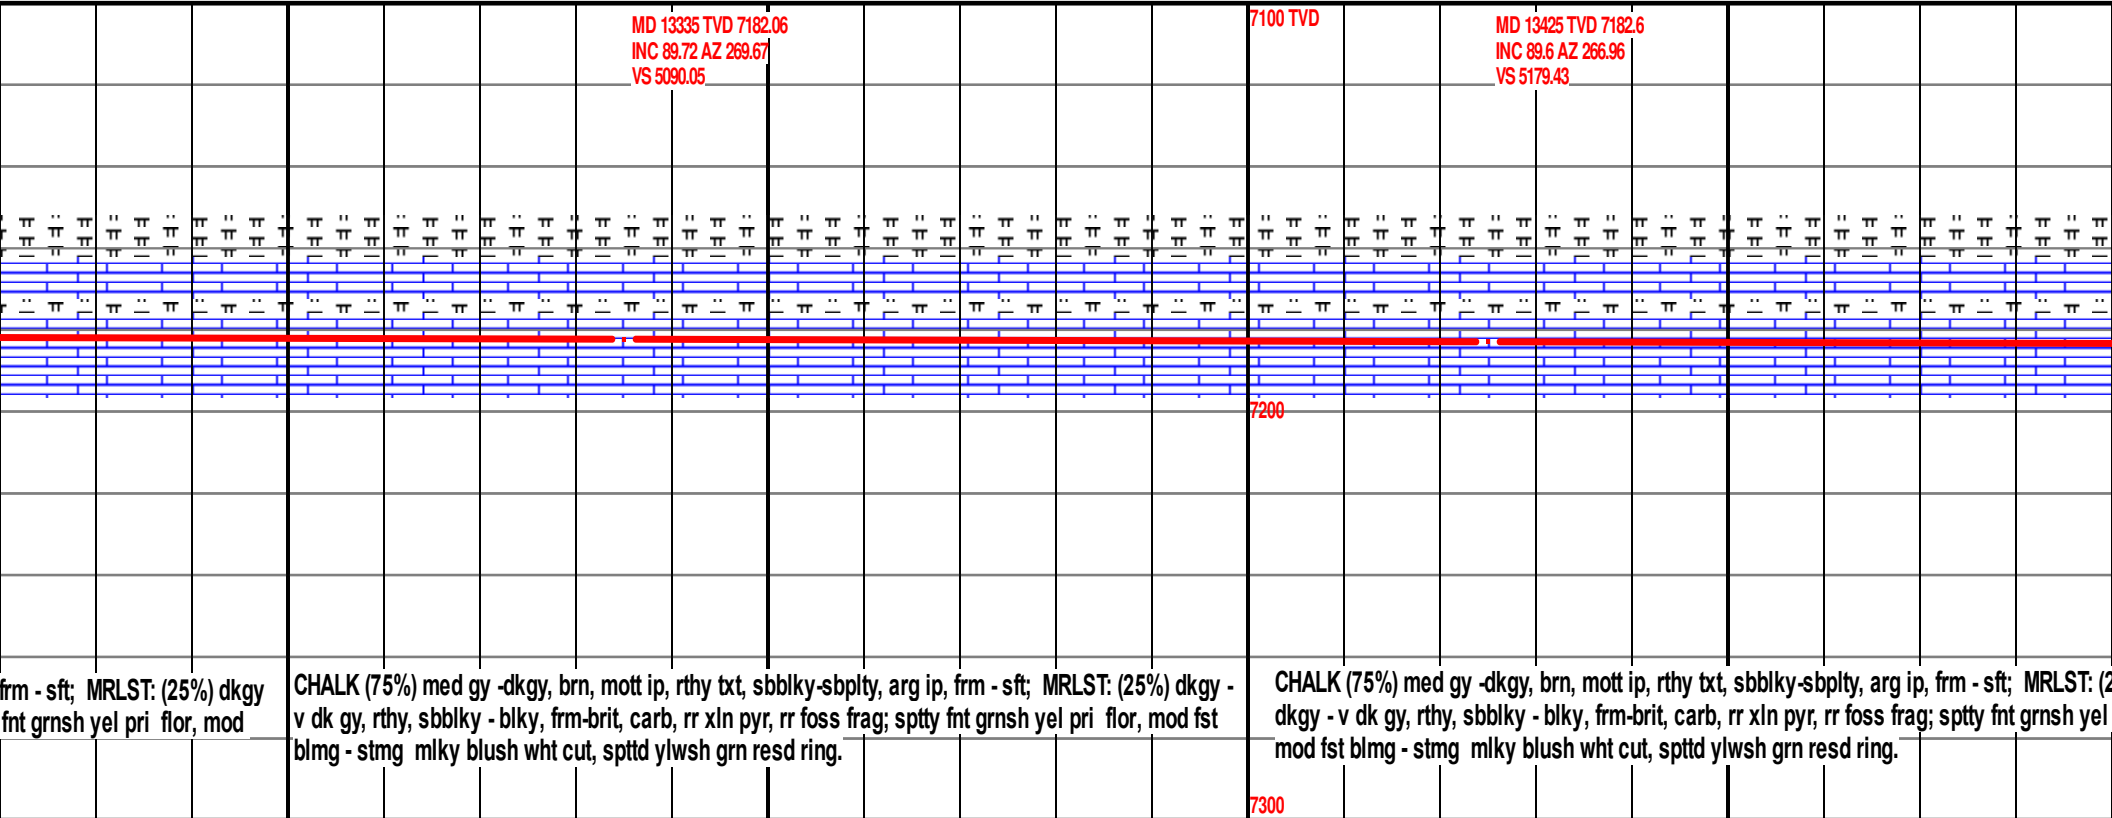 MD 13335 TVD 7182.06
INC 89.72 AZ 269.67
VS 5090.05
7100 TVD
MD 13425 TVD 7182.6
INC 89.6 AZ 266.96
VS 5179.43
7200
frm - sft; MRLST: (25%) dkgy
fnt grnsh yel pri flor, mod
CHALK (75%) med gy -dkgy, brn, mott ip, rthy txt, sbblky-sbplty, arg ip, frm - sft; MRLST: (25%) dkgy -
v dk gy, rthy, sbblky - blky, frm-brit, carb, rr xln pyr, rr foss frag; sptty fnt grnsh yel pri flor, mod fst
blmg - stmg mlky blush wht cut, spttd ylwsh grn resd ring.
CHALK (75%) med gy -dkgy, brn, mott ip, rthy txt, sbblky-sbplty, arg ip, frm - sft; MRLST: (2
dkgy - v dk gy, rthy, sbblky - blky, frm-brit, carb, rr xln pyr, rr foss frag; sptty fnt grnsh yel
mod fst blmg - stmg mlky blush wht cut, spttd ylwsh grn resd ring.
7300